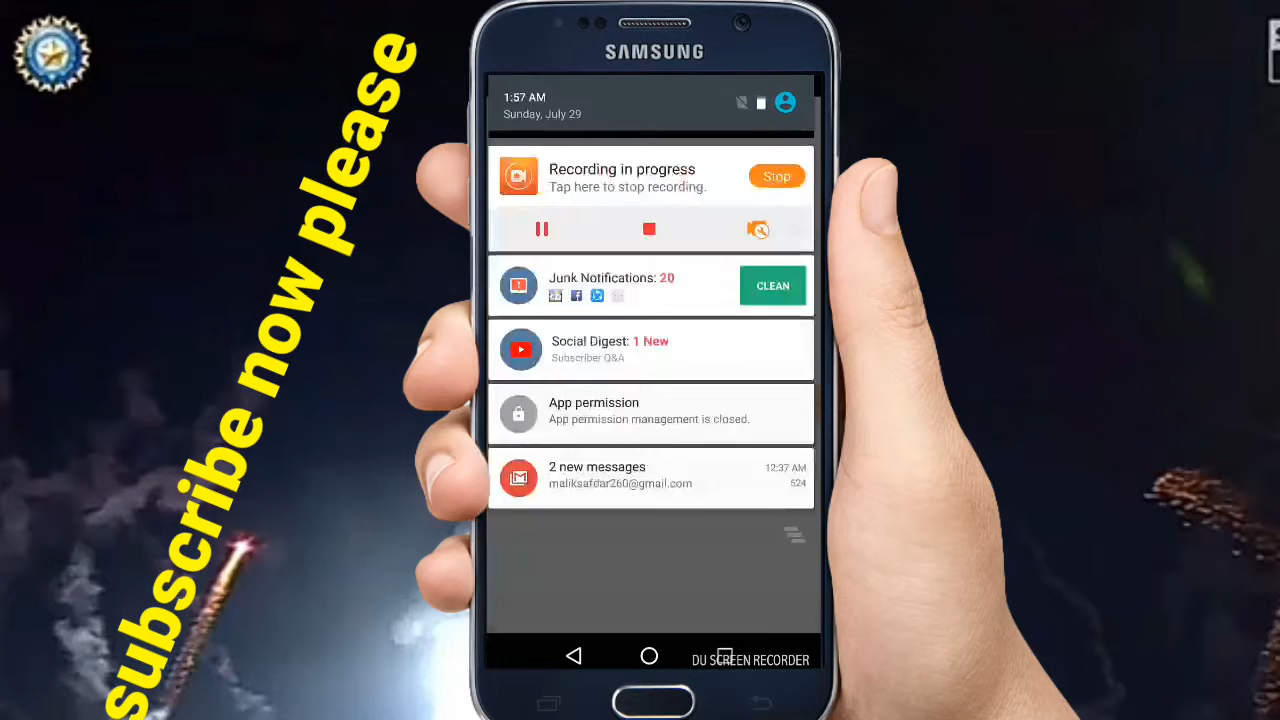 subscribe now please
SAMSUNG
1:57 AM
Sunday, July 29
Recording in progress
Tap here to stop recording.
Stop
Junk Notifications: 20
CLEAN
Social Digest: 1 New
Subscriber Q&A
App permission
App permission management is closed.
2 new messages
12:37 AM
maliksafdar260@gmail.com
524
DU SCREEN RECORDER